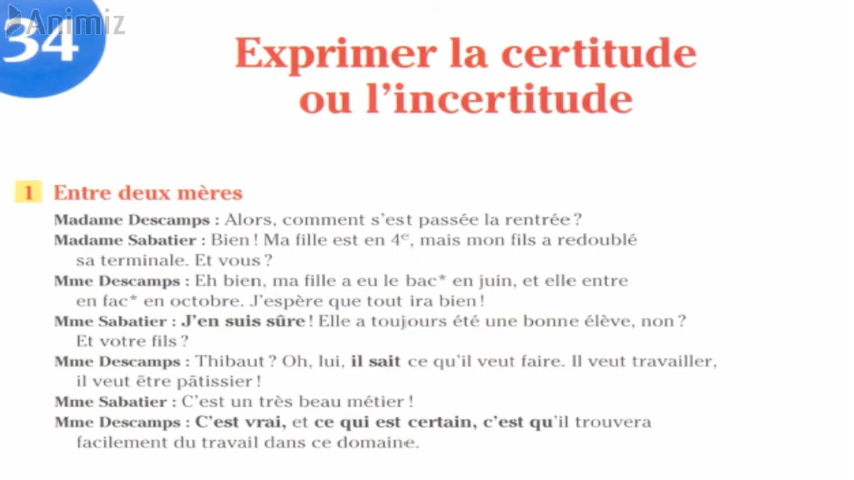 Animiz
34
Exprimer la certitude
ou l'incertitude
1 Entre deux mères
Madame Descamps : Alors, comment s'est passée la rentrée ?
Madame Sabatier : Bien ! Ma fille est en 4e, mais mon fils a redoublé
sa terminale. Et vous ?
Mme Descamps : Eh bien, ma fille a eu le bac* en juin, et elle entre
en fac* en octobre. J'espère que tout ira bien !
Mme Sabatier : J'en suis sûre ! Elle a toujours été une bonne élève, non ?
Et votre fils ?
Mme Descamps : Thibaut ? Oh, lui, il sait ce qu'il veut faire. Il veut travailler,
il veut être pâtissier !
Mme Sabatier : C'est un très beau métier !
Mme Descamps : C'est vrai, et ce qui est certain, c'est qu'il trouvera
facilement du travail dans ce domaine.